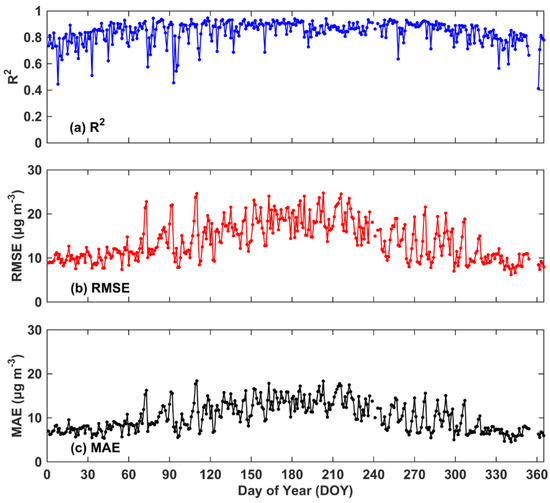 1
0.8
0.6
0.4
0.2
0
R2
(a) R2
30
20
10
0
RMSE (µg m-3)
(b) RMSE
30
20
10
0
MAE (µg m-3)
(c) MAE
0 30 60 90 120 150 180 210 240 270 300 330 360
Day of Year (DOY)